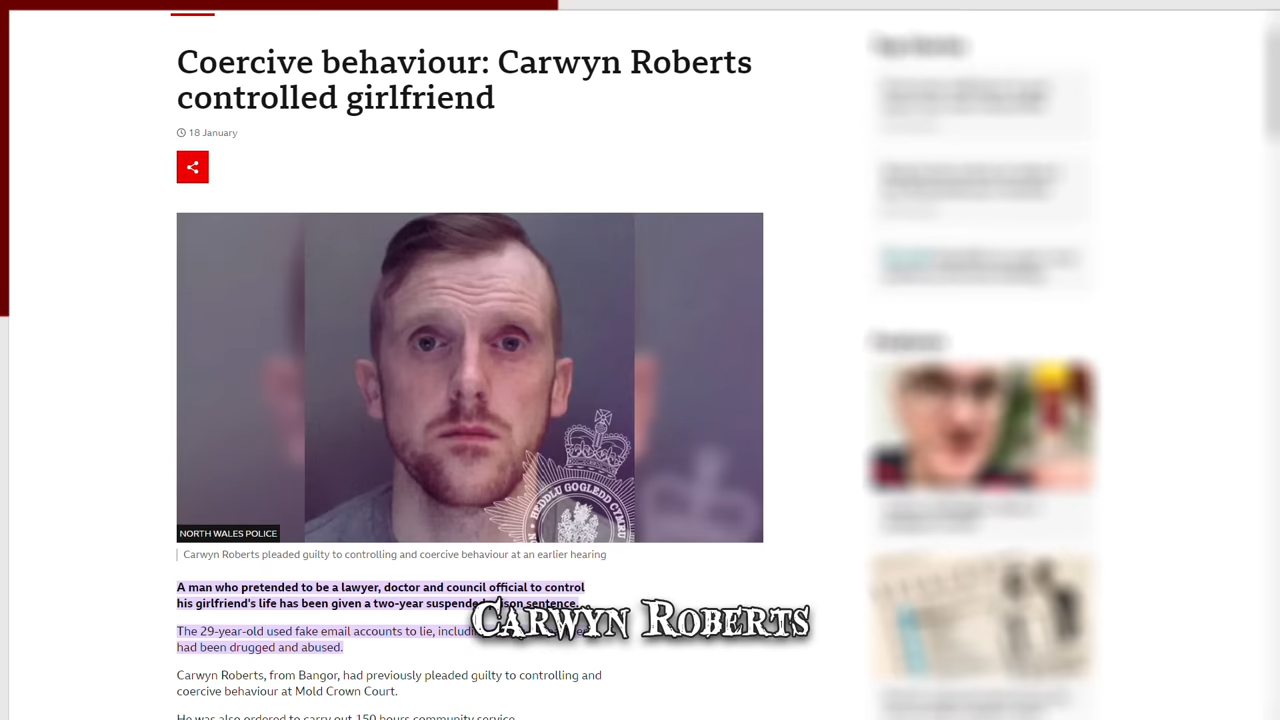 Coercive behaviour: Carwyn Roberts
controlled girlfriend
18 January
NORTH WALES POLICE
HEDDLU GOGLEDD CYMRU
Carwyn Roberts pleaded guilty to controlling and coercive behaviour at an earlier hearing
A man who pretended to be a lawyer, doctor and council official to control
his girlfriend's life has been given a two-year suspended prison sentence.
The 29-year-old used fake email accounts to lie,
had been drugged and abused.
CARWYN ROBERTS
Carwyn Roberts, from Bangor, had previously pleaded guilty to controlling and
coercive behaviour at Mold Crown Court.
He was also ordered to carry out 150 hours community service